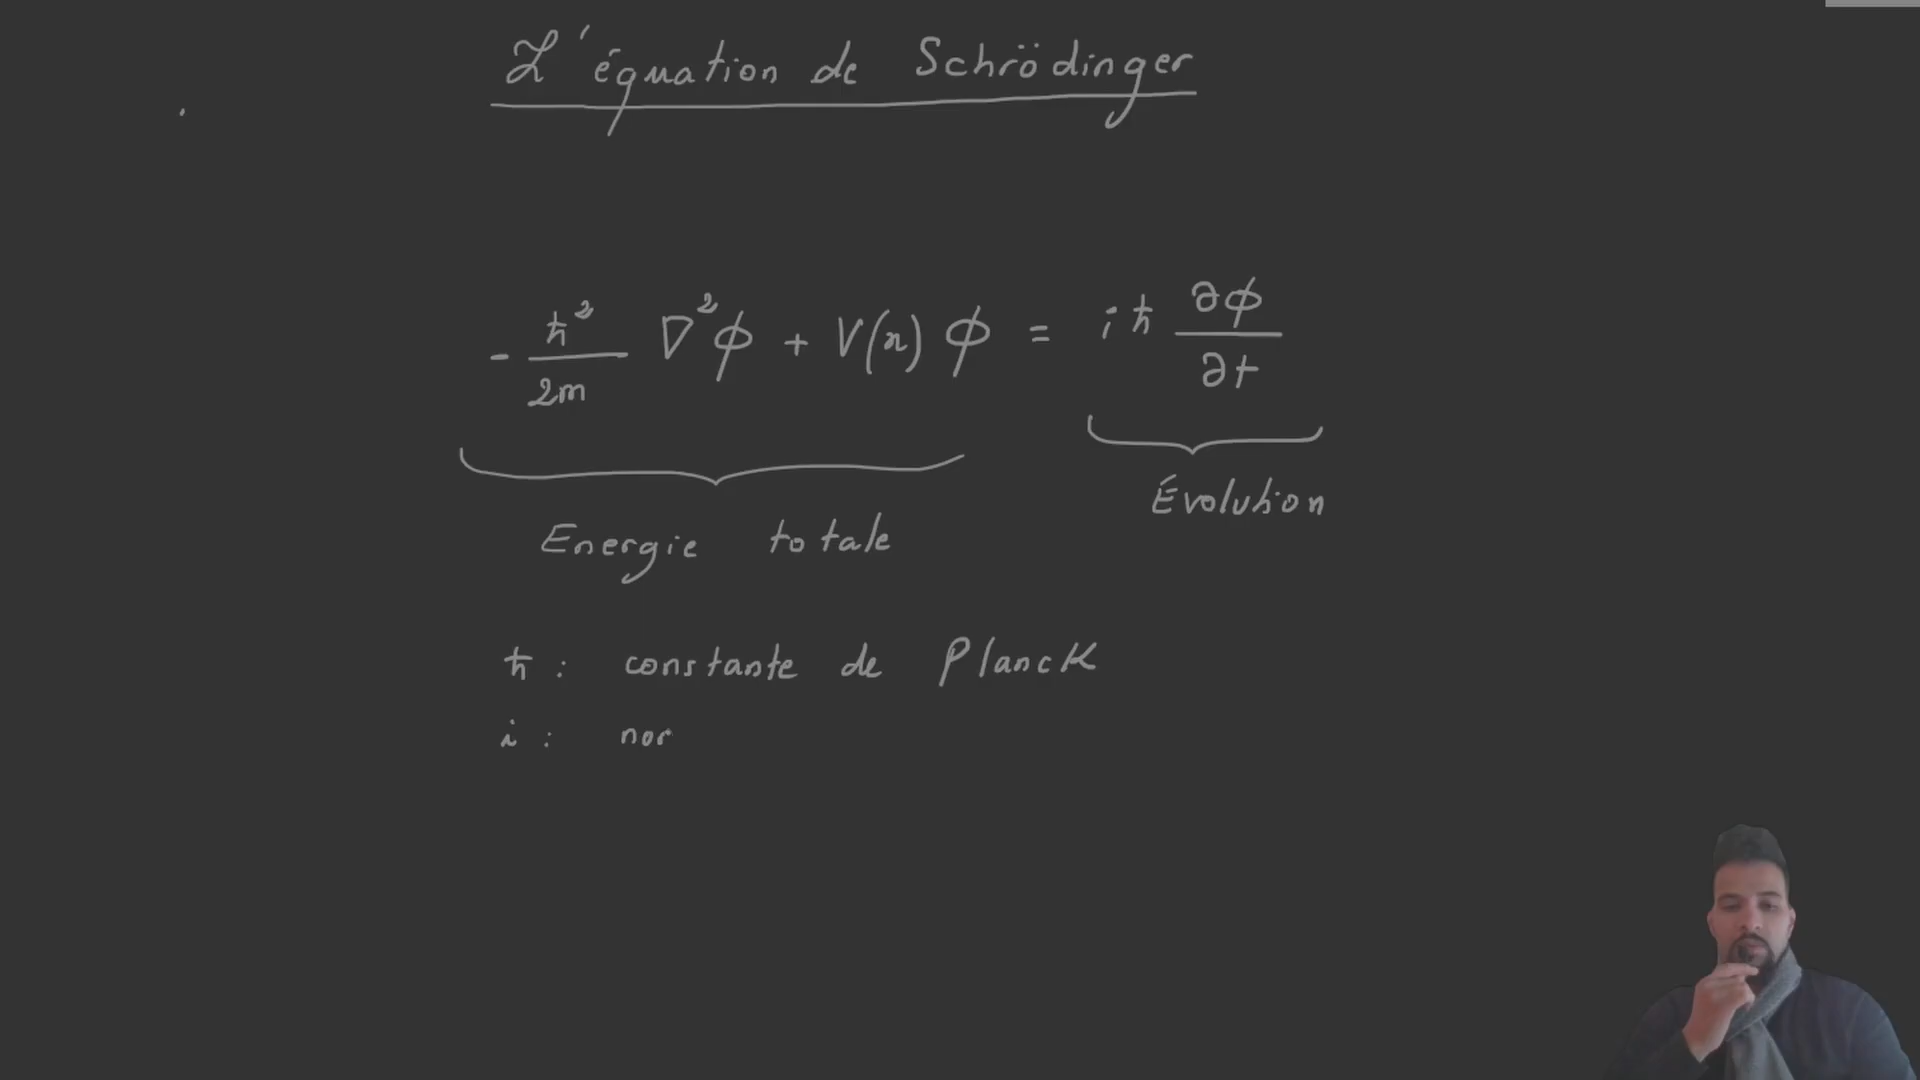 L'équation de Schrödinger
- ħ² / 2m ∇²ϕ + V(x) ϕ = iħ ∂ϕ / ∂t
Energie totale
Évolution
ħ : constante de Planck
i : nor